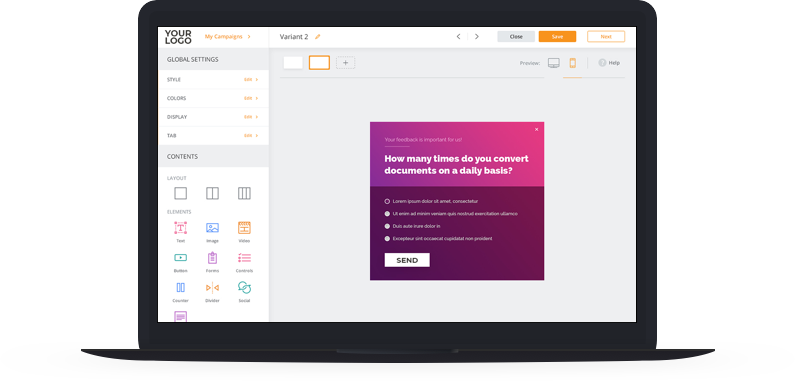 YOUR
LOGO
My Campaigns
Variant 2
Close
Save
Next
GLOBAL SETTINGS
Preview:
Help
STYLE
Edit
COLORS
Edit
DISPLAY
Edit
TAB
Edit
CONTENTS
LAYOUT
ELEMENTS
Text
Image
Video
Button
Forms
Controls
Counter
Divider
Social
Your feedback is important for us!
How many times do you convert
documents on a daily basis?
Lorem ipsum dolor sit amet, consectetur
Ut enim ad minim veniam quis nostrud exercitation ullamco
Duis aute irure dolor in
Excepteur sint occaecat cupidatat non proident
SEND